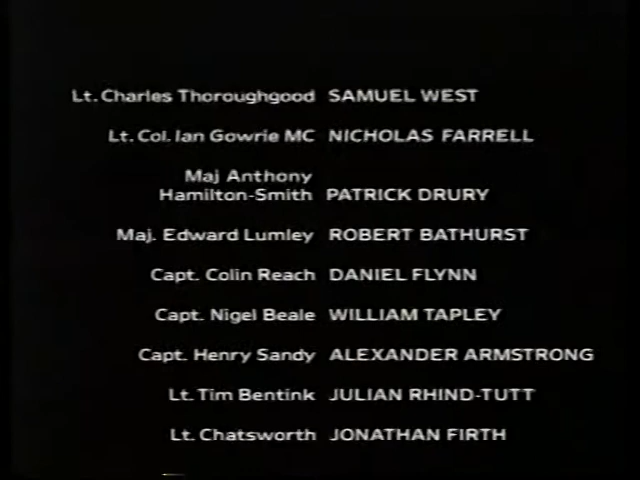 Lt. Charles Thoroughgood SAMUEL WEST
Lt. Col. Ian Gowrie MC NICHOLAS FARRELL
Maj Anthony
Hamilton-Smith PATRICK DRURY
Maj. Edward Lumley ROBERT BATHURST
Capt. Colin Reach DANIEL FLYNN
Capt. Nigel Beale WILLIAM TAPLEY
Capt. Henry Sandy ALEXANDER ARMSTRONG
Lt. Tim Bentink JULIAN RHIND-TUTT
Lt. Chatsworth JONATHAN FIRTH